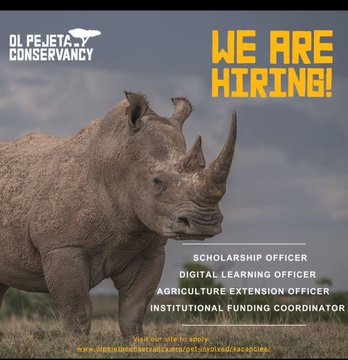 OL PEJETA
CONSERVANCY
WE ARE
HIRING!
SCHOLARSHIP OFFICER
DIGITAL LEARNING OFFICER
AGRICULTURE EXTENSION OFFICER
INSTITUTIONAL FUNDING COORDINATOR
Visit our site to apply:
www.olpejetaconservancy.org/get-involved/vacancies/